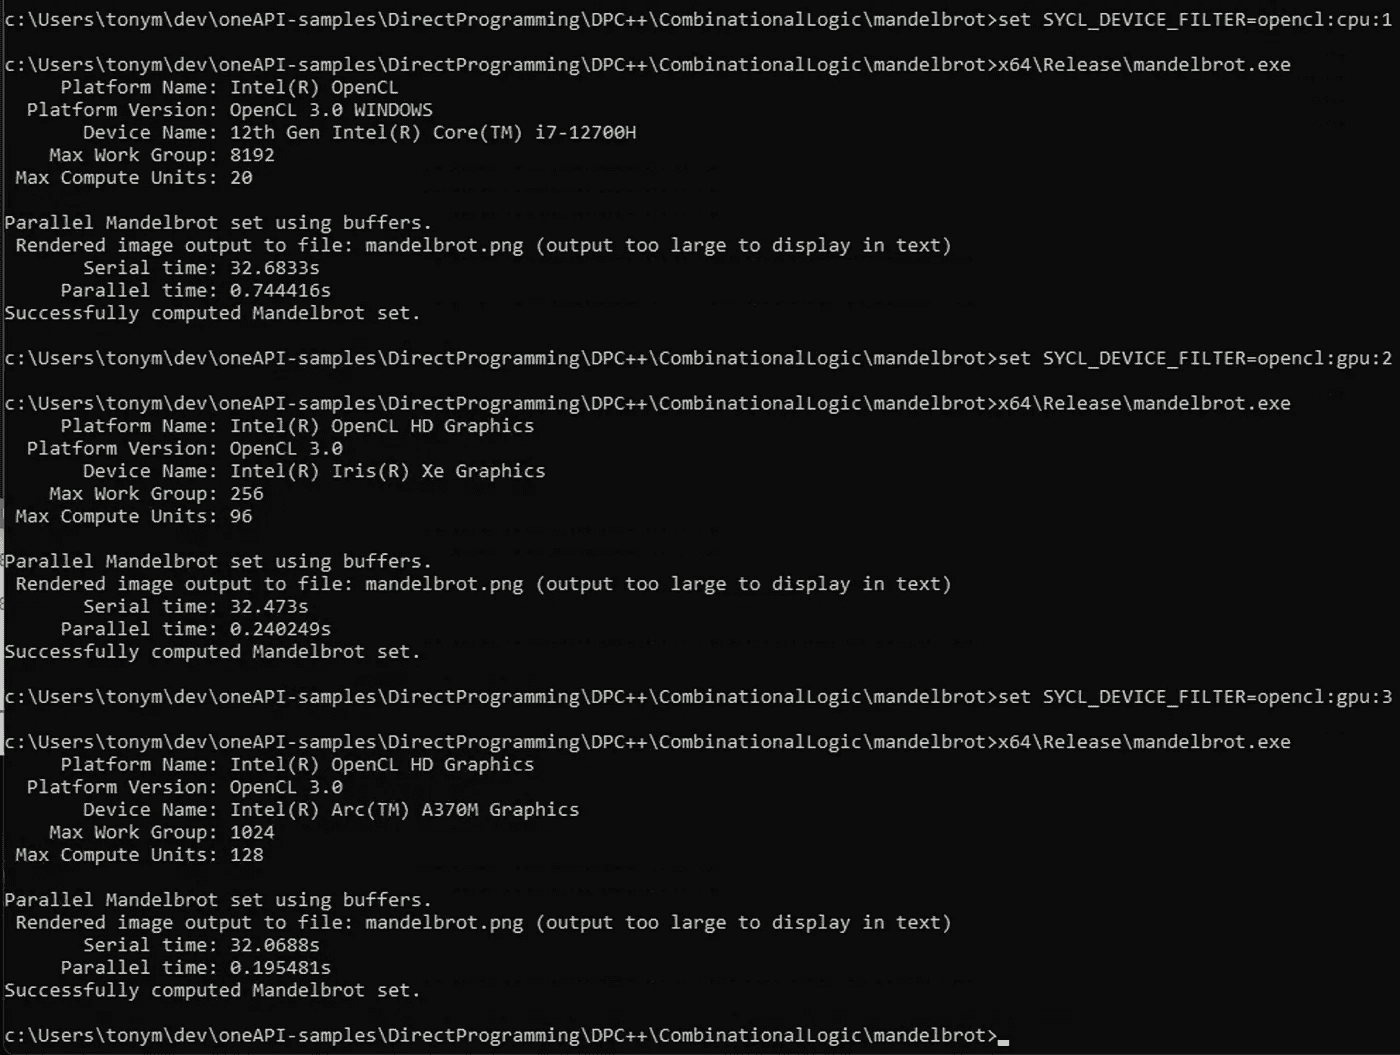 c:\Users\tonym\dev\oneAPI-samples\DirectProgramming\DPC++\CombinationalLogic\mandelbrot>set SYCL_DEVICE_FILTER=opencl:cpu:1
c:\Users\tonym\dev\oneAPI-samples\DirectProgramming\DPC++\CombinationalLogic\mandelbrot>x64\Release\mandelbrot.exe
Platform Name: Intel(R) OpenCL
Platform Version: OpenCL 3.0 WINDOWS
Device Name: 12th Gen Intel(R) Core(TM) i7-12700H
Max Work Group: 8192
Max Compute Units: 20
Parallel Mandelbrot set using buffers.
Rendered image output to file: mandelbrot.png (output too large to display in text)
Serial time: 32.6833s
Parallel time: 0.744416s
Successfully computed Mandelbrot set.
c:\Users\tonym\dev\oneAPI-samples\DirectProgramming\DPC++\CombinationalLogic\mandelbrot>set SYCL_DEVICE_FILTER=opencl:gpu:2
c:\Users\tonym\dev\oneAPI-samples\DirectProgramming\DPC++\CombinationalLogic\mandelbrot>x64\Release\mandelbrot.exe
Platform Name: Intel(R) OpenCL HD Graphics
Platform Version: OpenCL 3.0
Device Name: Intel(R) Iris(R) Xe Graphics
Max Work Group: 256
Max Compute Units: 96
Parallel Mandelbrot set using buffers.
Rendered image output to file: mandelbrot.png (output too large to display in text)
Serial time: 32.473s
Parallel time: 0.240249s
Successfully computed Mandelbrot set.
c:\Users\tonym\dev\oneAPI-samples\DirectProgramming\DPC++\CombinationalLogic\mandelbrot>set SYCL_DEVICE_FILTER=opencl:gpu:3
c:\Users\tonym\dev\oneAPI-samples\DirectProgramming\DPC++\CombinationalLogic\mandelbrot>x64\Release\mandelbrot.exe
Platform Name: Intel(R) OpenCL HD Graphics
Platform Version: OpenCL 3.0
Device Name: Intel(R) Arc(TM) A370M Graphics
Max Work Group: 1024
Max Compute Units: 128
Parallel Mandelbrot set using buffers.
Rendered image output to file: mandelbrot.png (output too large to display in text)
Serial time: 32.0688s
Parallel time: 0.195481s
Successfully computed Mandelbrot set.
c:\Users\tonym\dev\oneAPI-samples\DirectProgramming\DPC++\CombinationalLogic\mandelbrot>